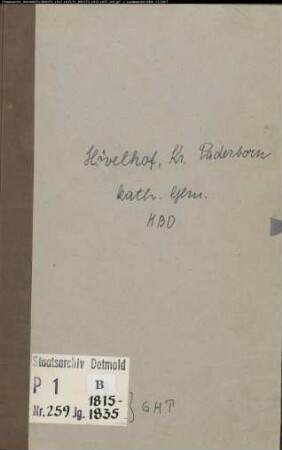 Hövelhof, Kr. Paderborn
kath. Gem.
KBD
Staatsarchiv Detmold
P 1 B 1815-
Nr. 259 Jg. 1835 } GHT